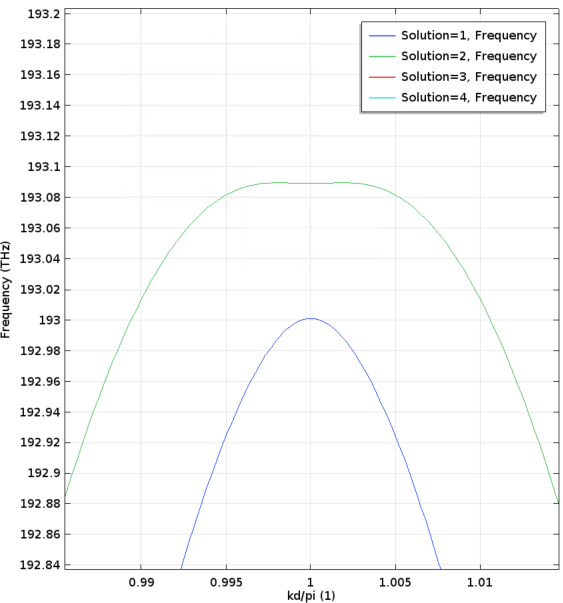 193.2
193.18
193.16
193.14
193.12
193.1
193.08
193.06
193.04
193.02
193
192.98
192.96
192.94
192.92
192.9
192.88
192.86
192.84
Frequency (THz)
Solution=1, Frequency
Solution=2, Frequency
Solution=3, Frequency
Solution=4, Frequency
0.99 0.995 1 1.005 1.01
kd/pi (1)